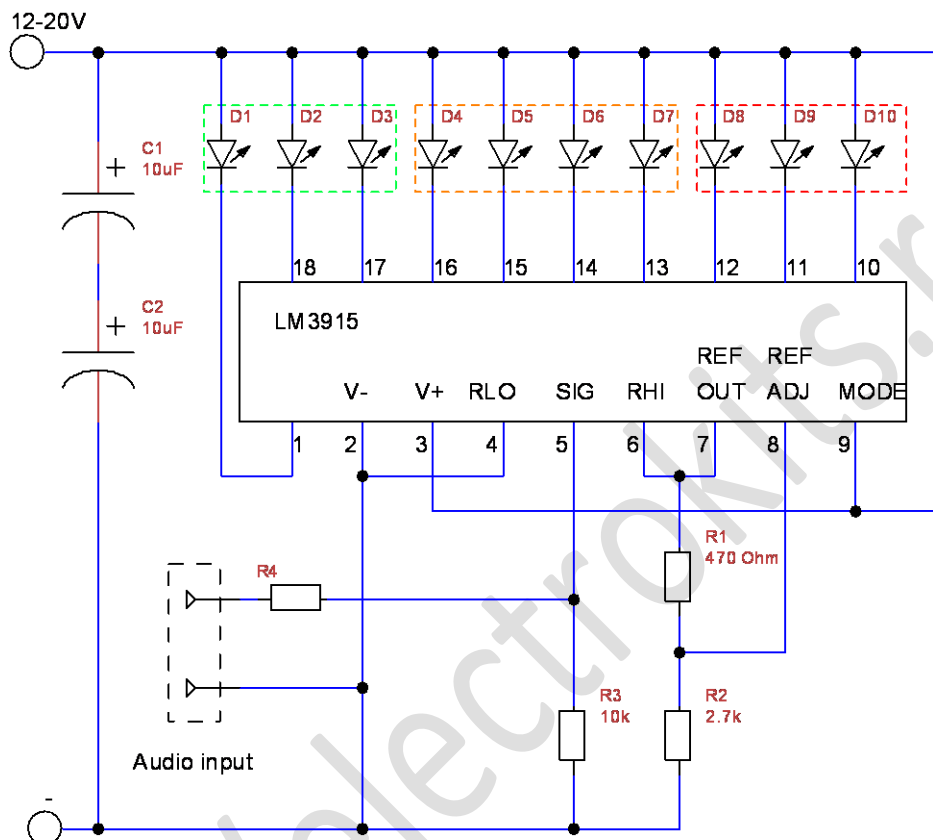 12-20V
D1
D2
D3
D4
D5
D6
D7
D8
D9
D10
C1
10uF
C2
10uF
18
17
16
15
14
13
12
11
10
LM3915
V-
V+
RLO
SIG
RHI
REF
OUT
REF
ADJ
MODE
1
2
3
4
5
6
7
8
9
R1
470 Ohm
R4
R3
10k
R2
2.7k
Audio input
-
+
+
electrokits.r